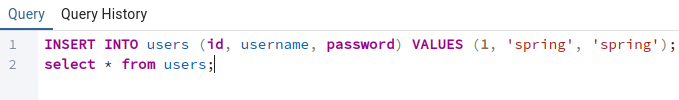 Query Query History
1 INSERT INTO users (id, username, password) VALUES (1, 'spring', 'spring');
2 select * from users;